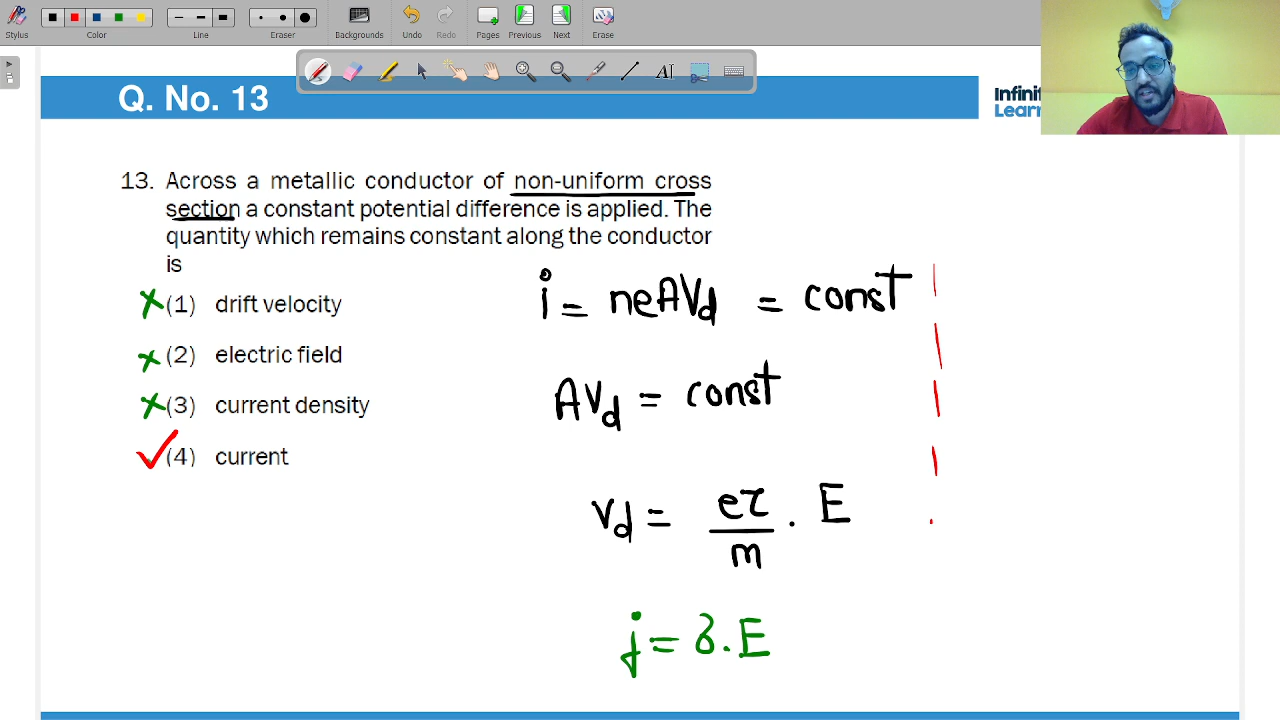 Stylus
Color
Line
Eraser
Backgrounds
Undo
Redo
Pages
Previous
Next
Erase
Q. No. 13
Infinit
Lear
13. Across a metallic conductor of non-uniform cross
section a constant potential difference is applied. The
quantity which remains constant along the conductor
is
(1) drift velocity
(2) electric field
(3) current density
(4) current
i = neAVd = const
AVd = const
Vd = eτ/m . E
j = δ.E